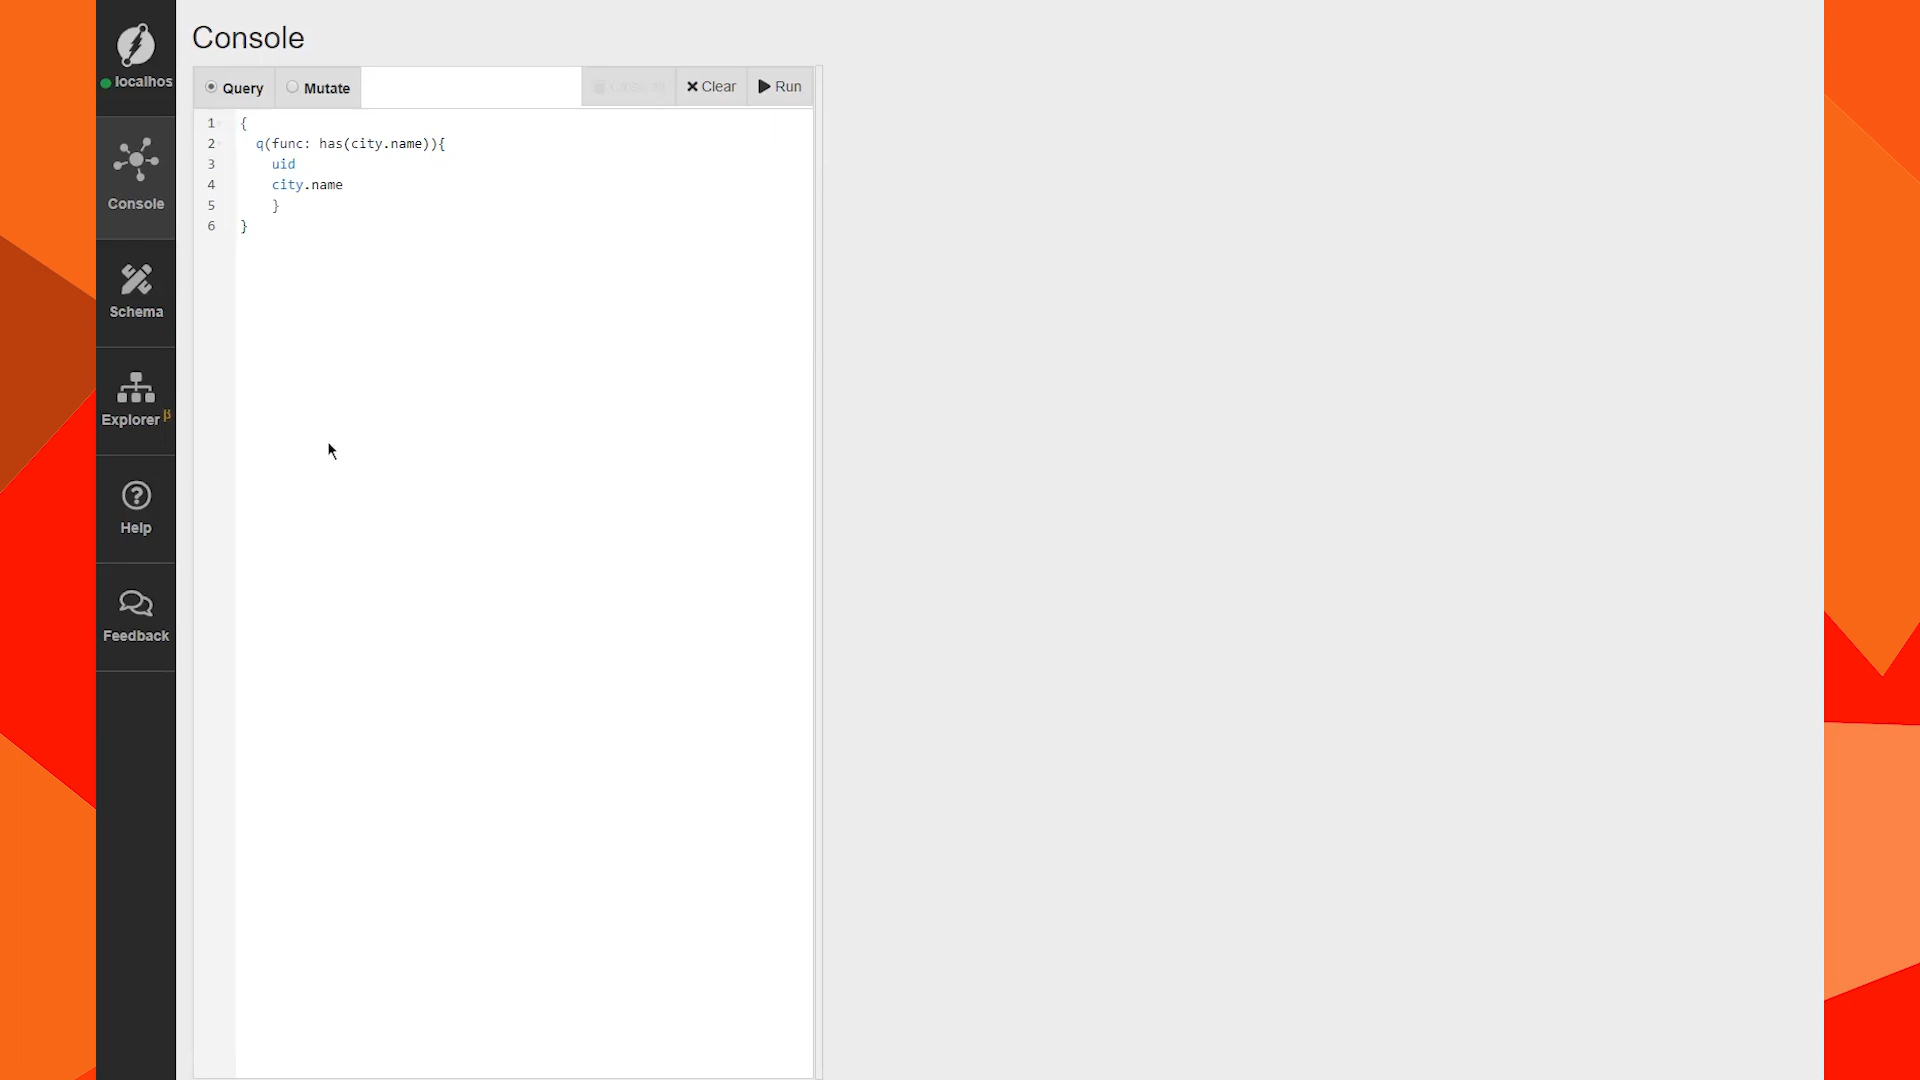 Console
localhos
Query
Mutate
Clear
Run
1 {
2 q(func: has(city.name)){
3 uid
4 city.name
5 }
6 }
Console
Schema
Explorer β
Help
Feedback